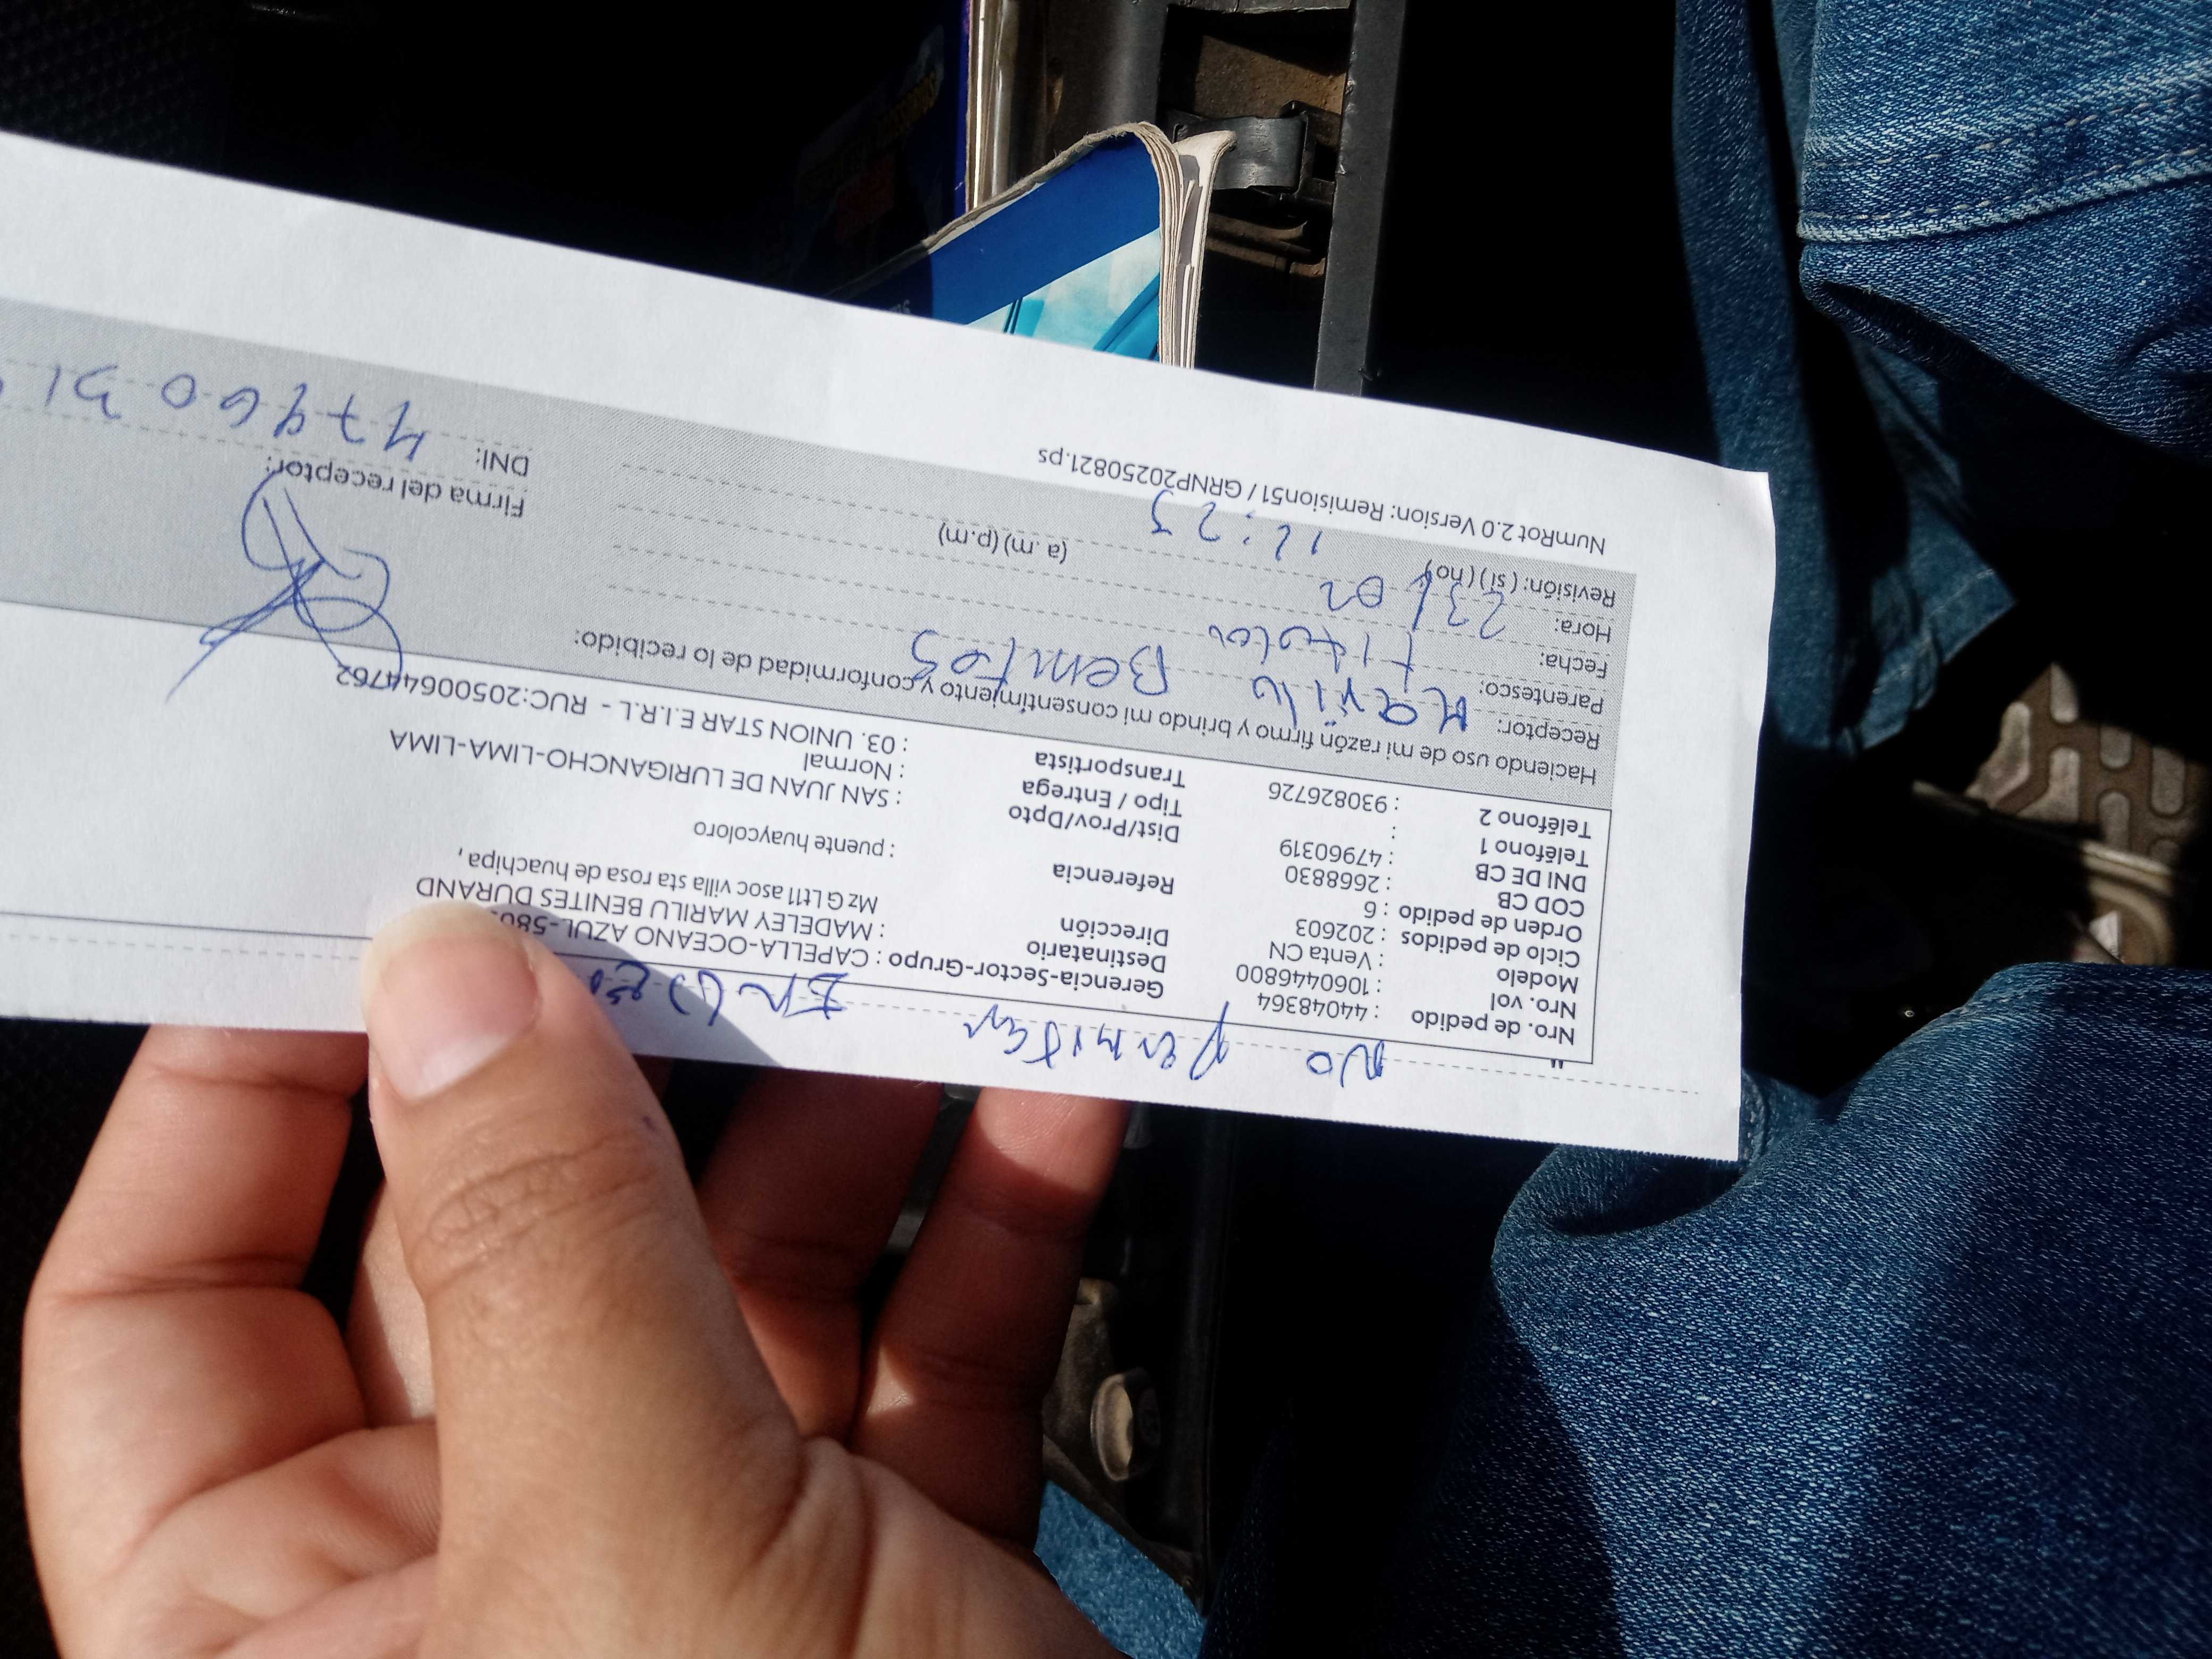 No permiten
Nro. de pedido : 44048364
Nro. vol : 1060446800
Modelo : Venta CN
Ciclo de pedidos : 202603
Orden de pedido : 6
COD CB : 2668830
DNI DE CB : 47960319
Teléfono 1 :
Teléfono 2 : 930826726
Gerencia-Sector-Grupo : CAPELLA-OCEANO AZUL-580
Destinatario : MADELEY MARILU BENITES DURAND
Dirección Mz G Lt11 asoc villa sta rosa de huachipa,
Referencia : puente huaycoloro
Dist/Prov/Dpto : SAN JUAN DE LURIGANCHO-LIMA-LIMA
Tipo / Entrega : Normal
Transportista : 03. UNION STAR E.I.R.L - RUC:20500644762
Haciendo uso de mi razón firmo y brindo mi consentimiento y conformidad de lo recibido:
Receptor: Marilu Benites
Parentesco: titular
Fecha: 23/02
Hora: (a .m) (p.m)
Revisión: ( si ) ( no )
Firma del receptor:
DNI:
NumRot 2.0 Version: Remision51 / GRNP20250821.ps